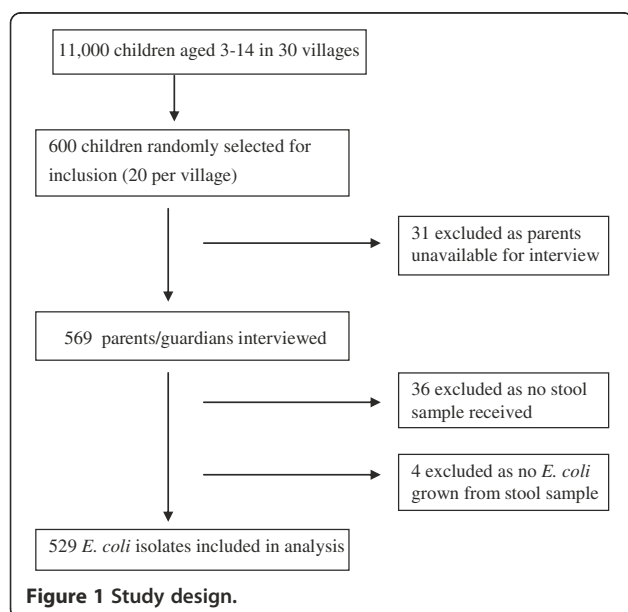 11,000 children aged 3-14 in 30 villages
600 children randomly selected for
inclusion (20 per village)
31 excluded as parents
unavailable for interview
569 parents/guardians interviewed
36 excluded as no stool
sample received
4 excluded as no E. coli
grown from stool sample
529 E. coli isolates included in analysis
Figure 1 Study design.